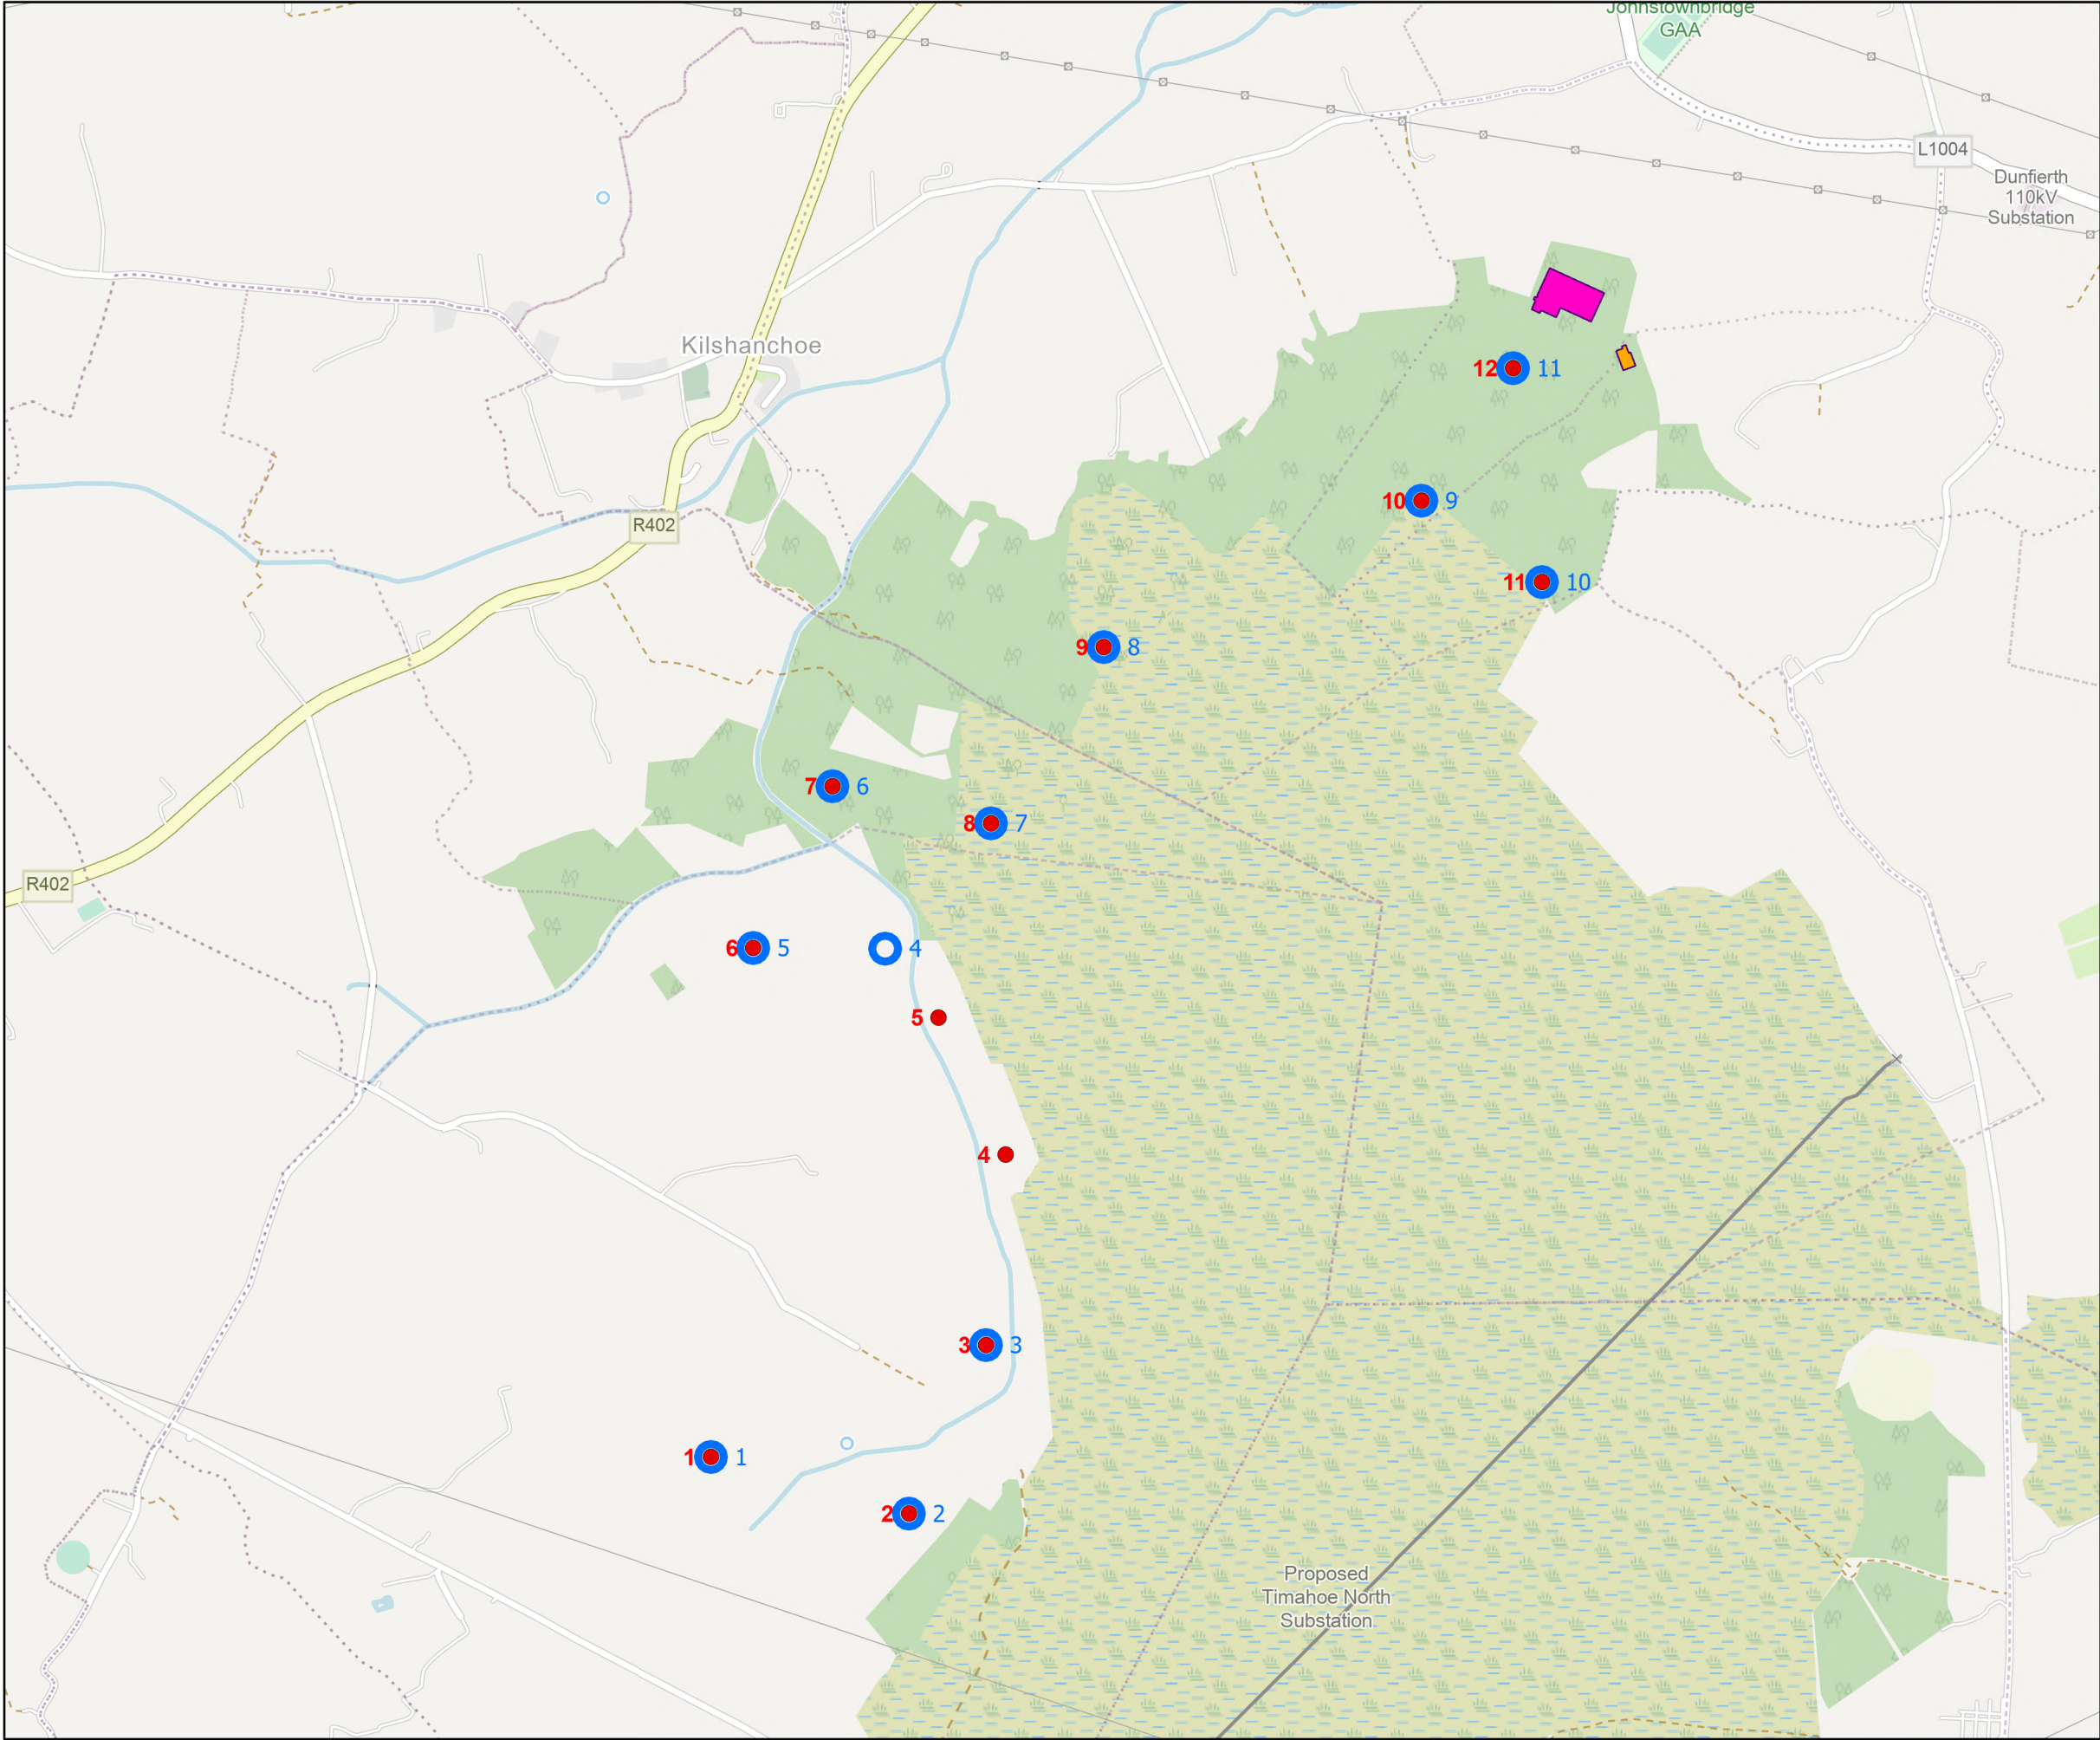 Johnstownbridge
GAA
L1004
Dunfierth
110kV
Substation
Kilshanchoe
12 11
R402
10 9
11 10
9 8
7 6
8 7
R402
6 5
4
5
4
3 3
1 1
2 2
Proposed
Timahoe North
Substation